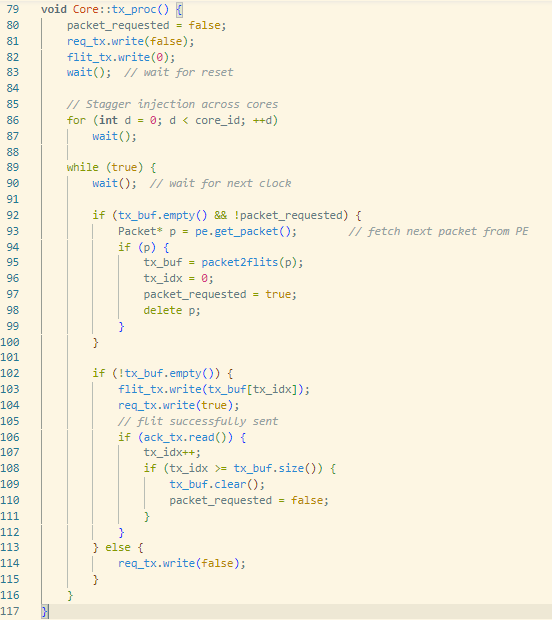 79 void Core::tx_proc() {
80     packet_requested = false;
81     req_tx.write(false);
82     flit_tx.write(0);
83     wait();  // wait for reset
84
85     // Stagger injection across cores
86     for (int d = 0; d < core_id; ++d)
87         wait();
88
89     while (true) {
90         wait();  // wait for next clock
91
92         if (tx_buf.empty() && !packet_requested) {
93             Packet* p = pe.get_packet();        // fetch next packet from PE
94             if (p) {
95                 tx_buf = packet2flits(p);
96                 tx_idx = 0;
97                 packet_requested = true;
98                 delete p;
99             }
100         }
101
102         if (!tx_buf.empty()) {
103             flit_tx.write(tx_buf[tx_idx]);
104             req_tx.write(true);
105             // flit successfully sent
106             if (ack_tx.read()) {
107                 tx_idx++;
108                 if (tx_idx >= tx_buf.size()) {
109                     tx_buf.clear();
110                     packet_requested = false;
111                 }
112             }
113         } else {
114             req_tx.write(false);
115         }
116     }
117 }